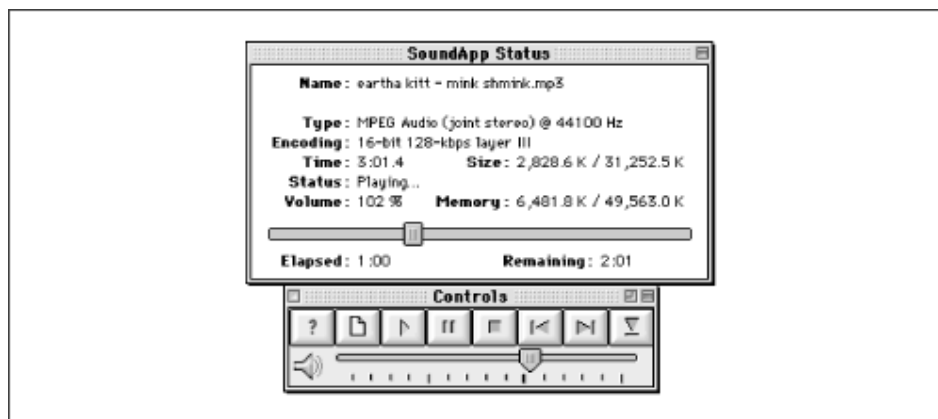 SoundApp Status
Name: eartha kitt - mink shmink.mp3
Type: MPEG Audio (joint stereo) @ 44100 Hz
Encoding: 16-bit 128-kbps layer III
Time: 3:01.4 Size: 2,828.6 K / 31,252.5 K
Status: Playing...
Volume: 102 % Memory: 6,481.8 K / 49,563.0 K
Elapsed: 1:00 Remaining: 2:01
Controls
?